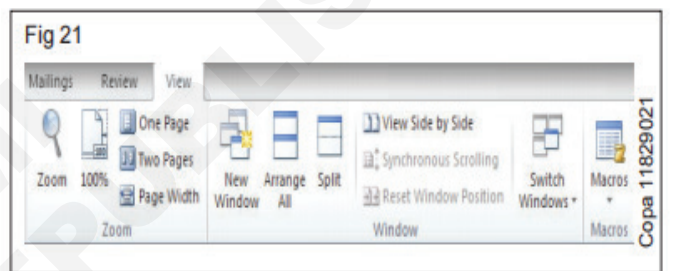 Fig 21
Mailings Review View
One Page
Two Pages
Page Width
Zoom 100%
Zoom
New Window
Arrange All
Split
View Side by Side
Synchronous Scrolling
Reset Window Position
Switch Windows
Window
Macros
Macros
Copa 11829021